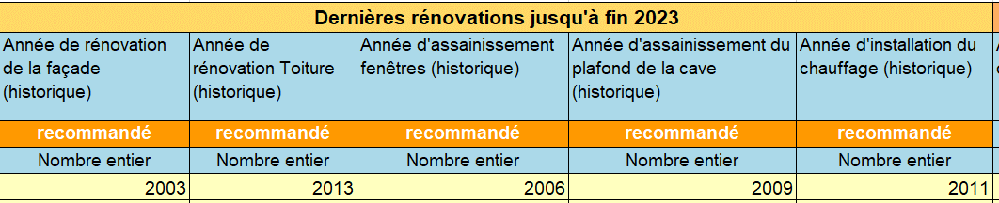 Dernières rénovations jusqu'à fin 2023
Année de rénovation
de la façade
(historique)
Année de
rénovation Toiture
(historique)
Année d'assainissement
fenêtres (historique)
Année d'assainissement du
plafond de la cave
(historique)
Année d'installation du
chauffage (historique)
recommandé recommandé recommandé recommandé recommandé
Nombre entier Nombre entier Nombre entier Nombre entier Nombre entier
2003 2013 2006 2009 2011